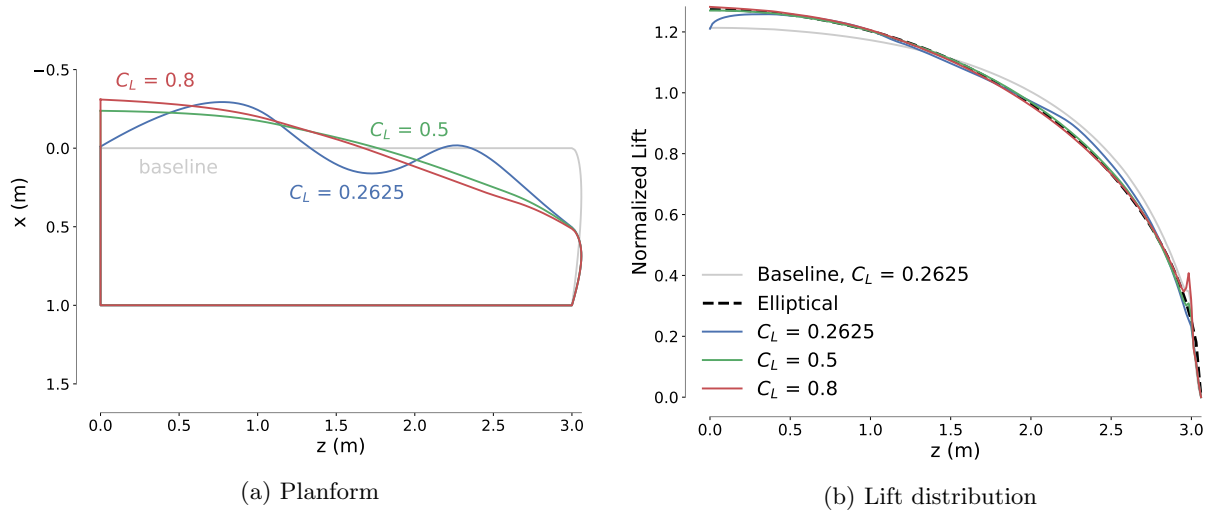 −0.5
0.0
0.5
1.0
1.5
x (m)
C_L = 0.8
C_L = 0.5
baseline
C_L = 0.2625
0.0 0.5 1.0 1.5 2.0 2.5 3.0
z (m)
(a) Planform
1.2
1.0
0.8
0.6
0.4
0.2
0.0
Normalized Lift
Baseline, C_L = 0.2625
Elliptical
C_L = 0.2625
C_L = 0.5
C_L = 0.8
0.0 0.5 1.0 1.5 2.0 2.5 3.0
z (m)
(b) Lift distribution